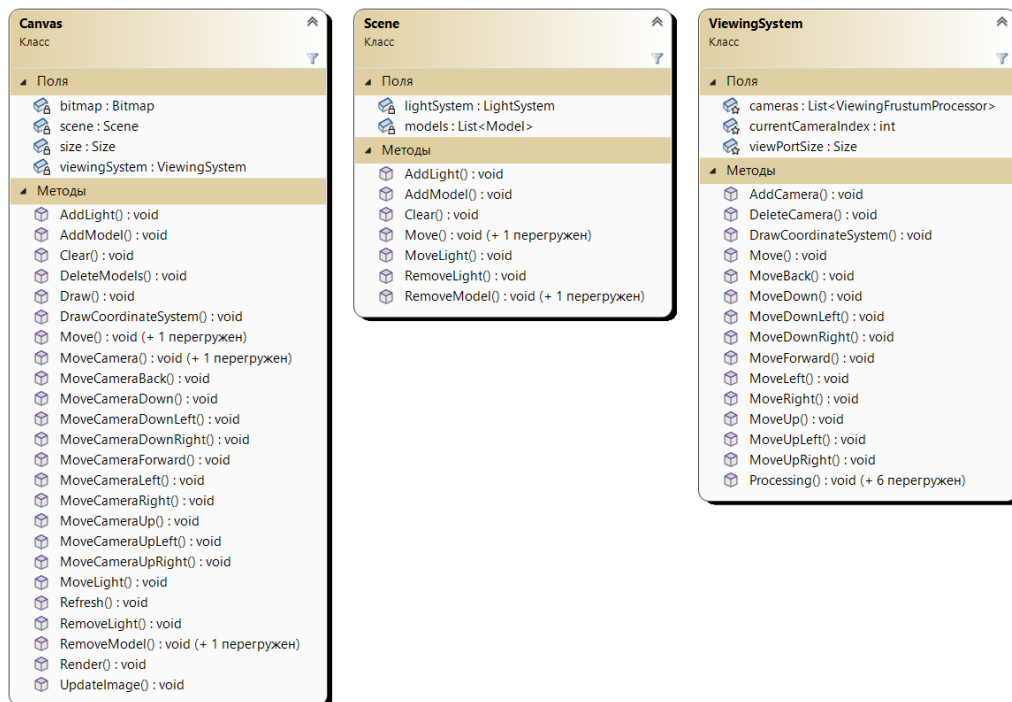 Canvas
Класс
Поля
bitmap : Bitmap
scene : Scene
size : Size
viewingSystem : ViewingSystem
Методы
AddLight() : void
AddModel() : void
Clear() : void
DeleteModels() : void
Draw() : void
DrawCoordinateSystem() : void
Move() : void (+ 1 перегружен)
MoveCamera() : void (+ 1 перегружен)
MoveCameraBack() : void
MoveCameraDown() : void
MoveCameraDownLeft() : void
MoveCameraDownRight() : void
MoveCameraForward() : void
MoveCameraLeft() : void
MoveCameraRight() : void
MoveCameraUp() : void
MoveCameraUpLeft() : void
MoveCameraUpRight() : void
MoveLight() : void
Refresh() : void
RemoveLight() : void
RemoveModel() : void (+ 1 перегружен)
Render() : void
UpdateImage() : void
Scene
Класс
Поля
lightSystem : LightSystem
models : List<Model>
Методы
AddLight() : void
AddModel() : void
Clear() : void
Move() : void (+ 1 перегружен)
MoveLight() : void
RemoveLight() : void
RemoveModel() : void (+ 1 перегружен)
ViewingSystem
Класс
Поля
cameras : List<ViewingFrustumProcessor>
currentCameraIndex : int
viewPortSize : Size
Методы
AddCamera() : void
DeleteCamera() : void
DrawCoordinateSystem() : void
Move() : void
MoveBack() : void
MoveDown() : void
MoveDownLeft() : void
MoveDownRight() : void
MoveForward() : void
MoveLeft() : void
MoveRight() : void
MoveUp() : void
MoveUpLeft() : void
MoveUpRight() : void
Processing() : void (+ 6 перегружен)